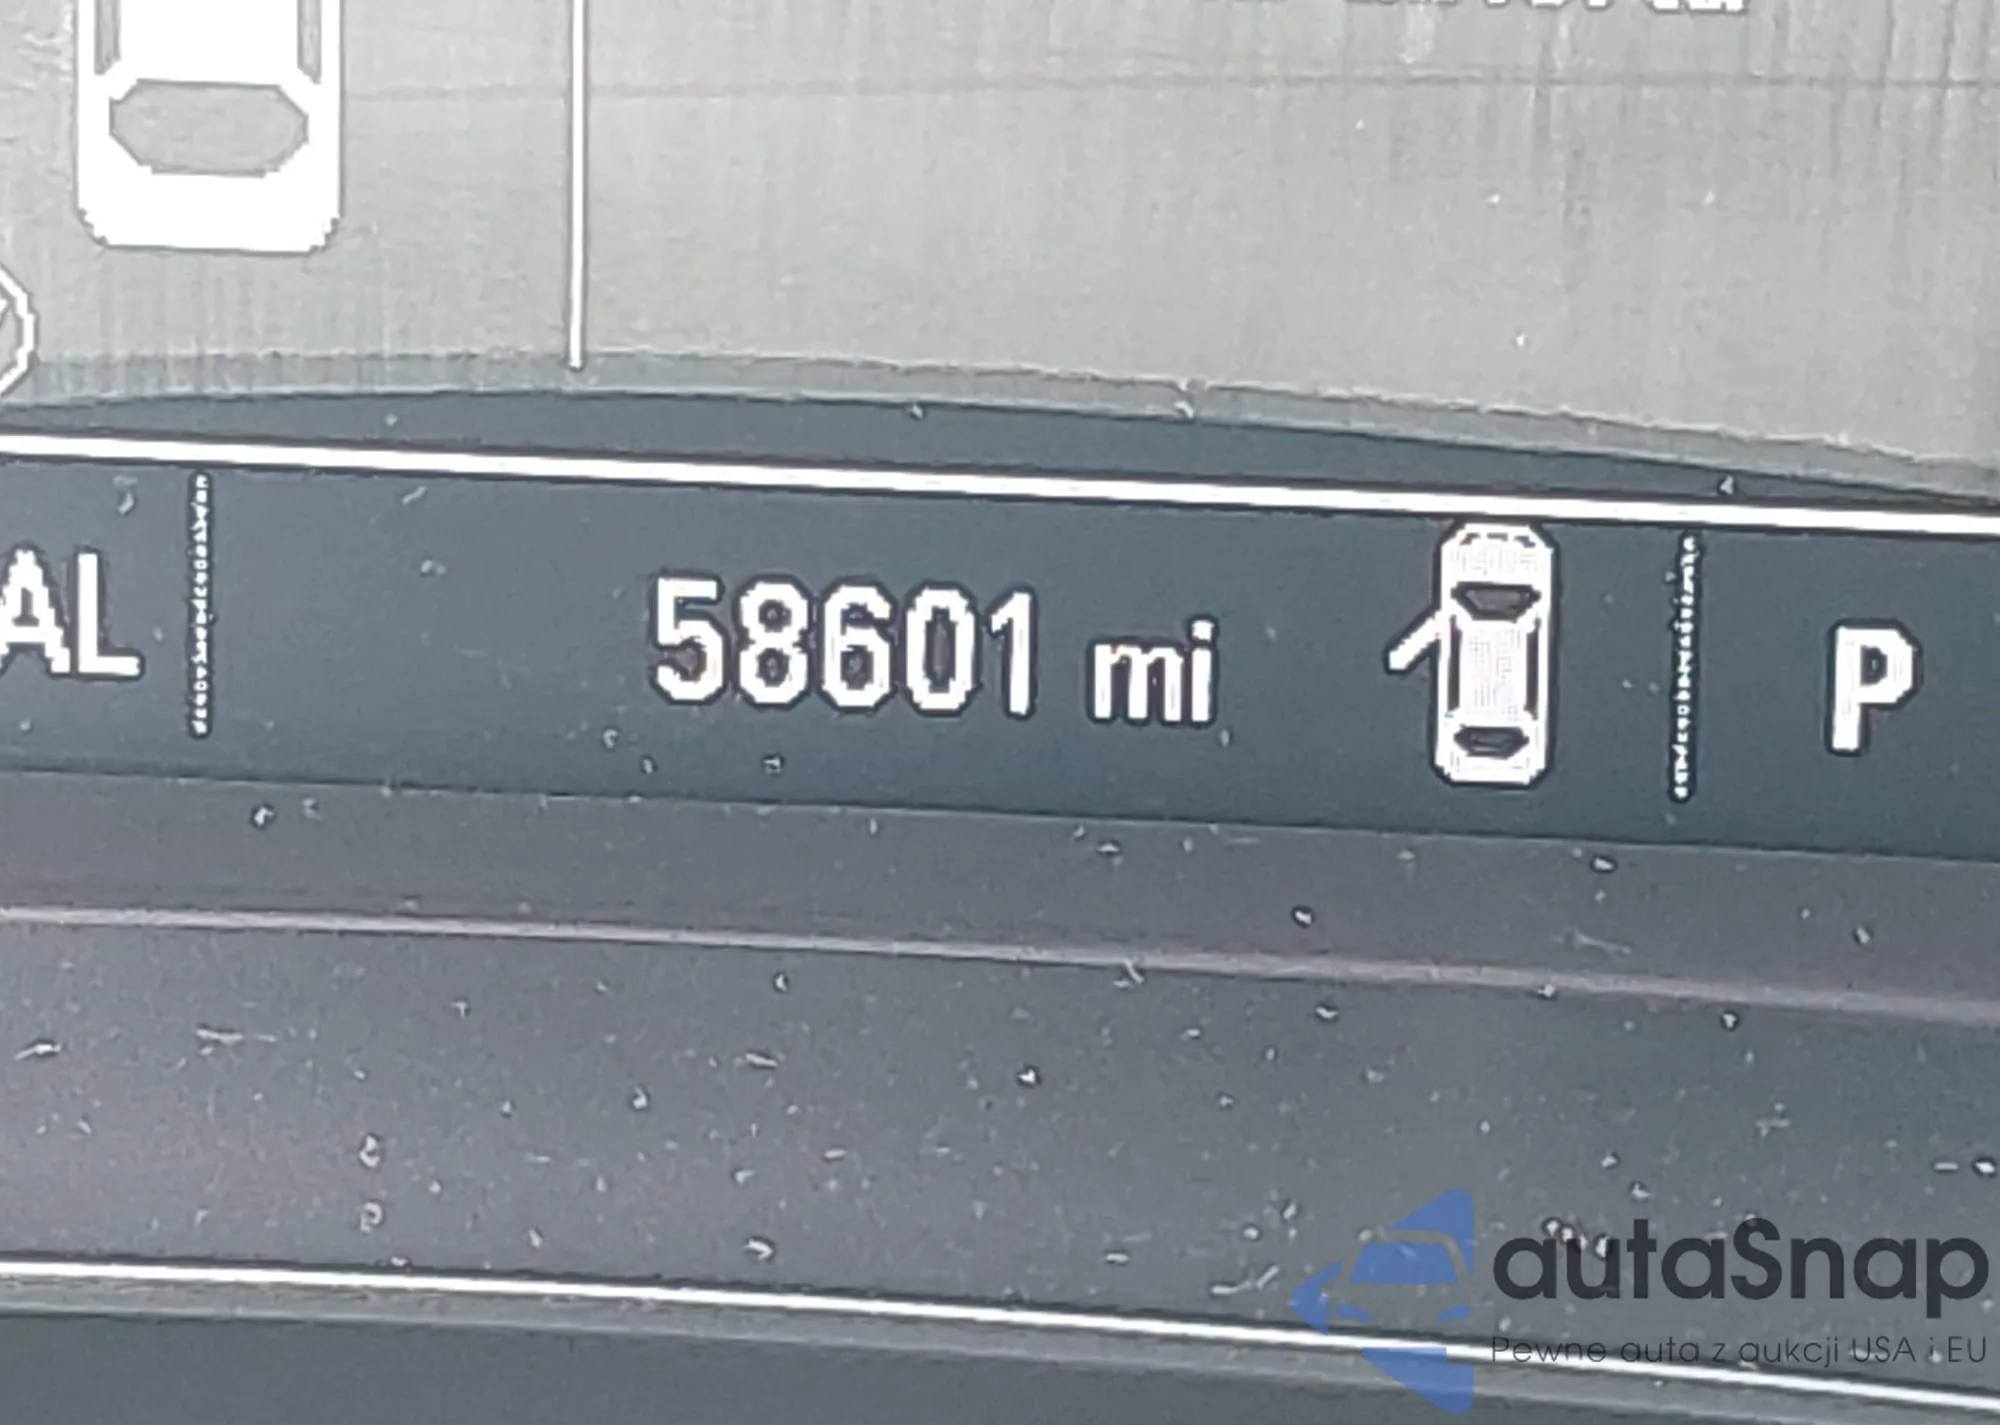 AL
58601 mi
P
autaSnap
Pewne auta z aukcji USA i EU